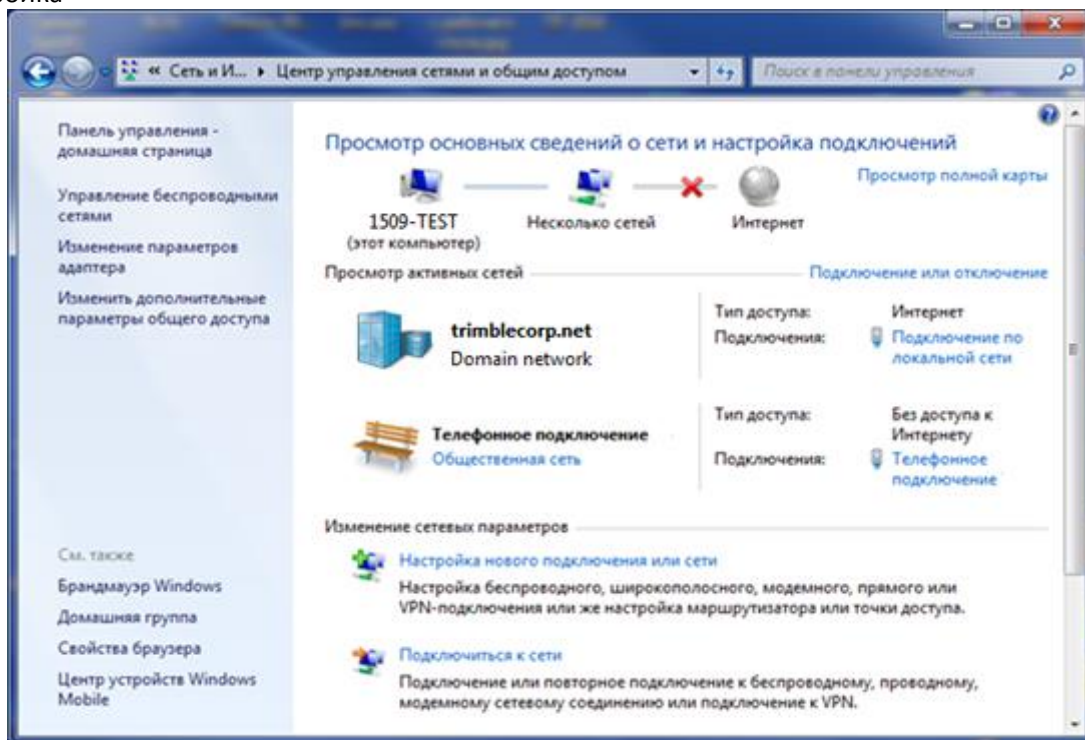 « Сеть и И... ▸ Центр управления сетями и общим доступом
Поиск в панели управления
Панель управления -
домашняя страница
Управление беспроводными
сетями
Изменение параметров
адаптера
Изменить дополнительные
параметры общего доступа
См. также
Брандмауэр Windows
Домашняя группа
Свойства браузера
Центр устройств Windows
Mobile
Просмотр основных сведений о сети и настройка подключений
Просмотр полной карты
1509-TEST
(этот компьютер)
Несколько сетей
Интернет
Просмотр активных сетей
Подключение или отключение
trimblecorp.net
Domain network
Тип доступа: Интернет
Подключения: Подключение по
локальной сети
Телефонное подключение
Общественная сеть
Тип доступа: Без доступа к
Интернету
Подключения: Телефонное
подключение
Изменение сетевых параметров
Настройка нового подключения или сети
Настройка беспроводного, широкополосного, модемного, прямого или
VPN-подключения или же настройка маршрутизатора или точки доступа.
Подключиться к сети
Подключение или повторное подключение к беспроводному, проводному,
модемному сетевому соединению или подключение к VPN.